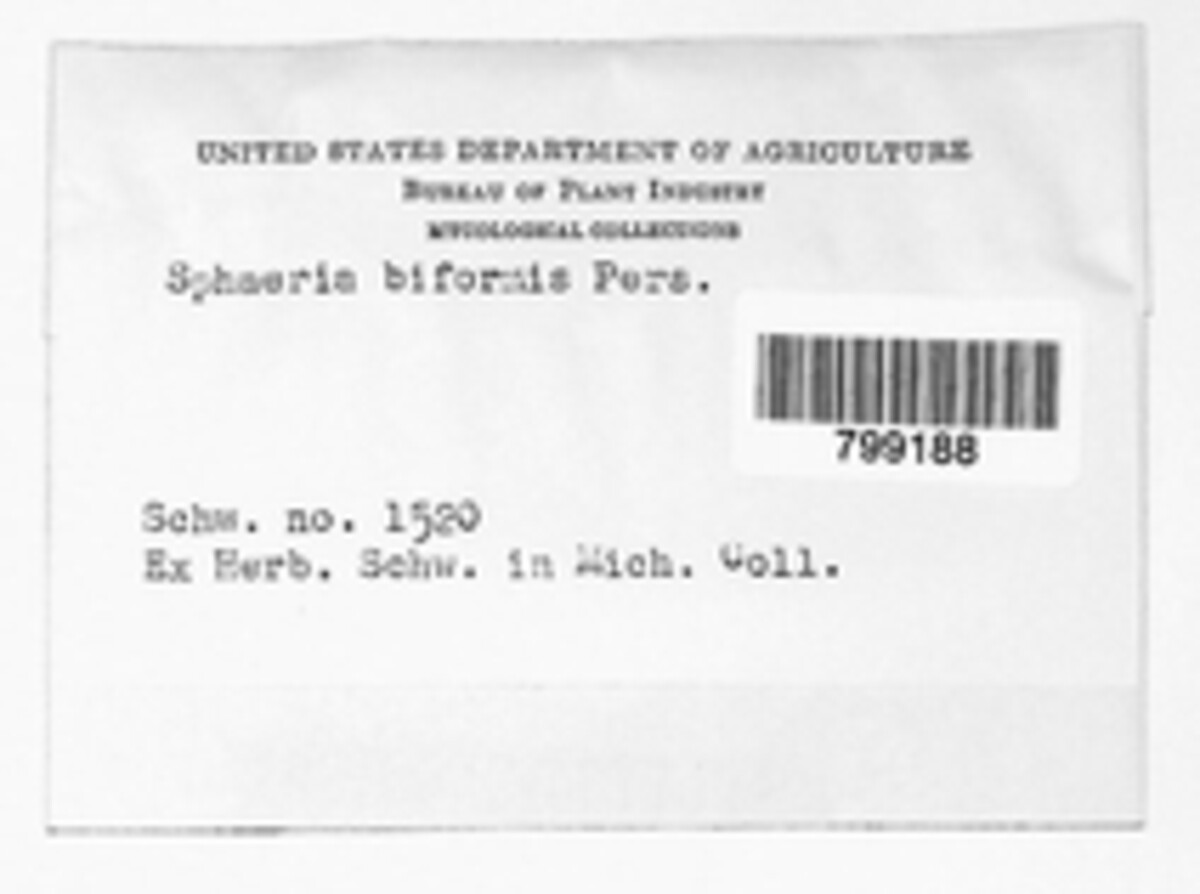 UNITED STATES DEPARTMENT OF AGRICULTURE
BUREAU OF PLANT INDUSTRY
MYCOLOGICAL COLLECTIONS
Sphaeria biformis Pers.
799188
Schw. no. 1520
Ex Herb. Schw. in Mich. Coll.